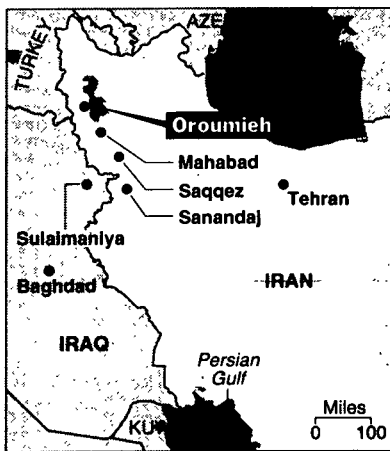 TURKEY
AZE
Oroumieh
Mahabad
Saqqez
Sanandaj
Tehran
Sulaimaniya
Baghdad
IRAN
IRAQ
Persian
Gulf
KU
Miles
0 100